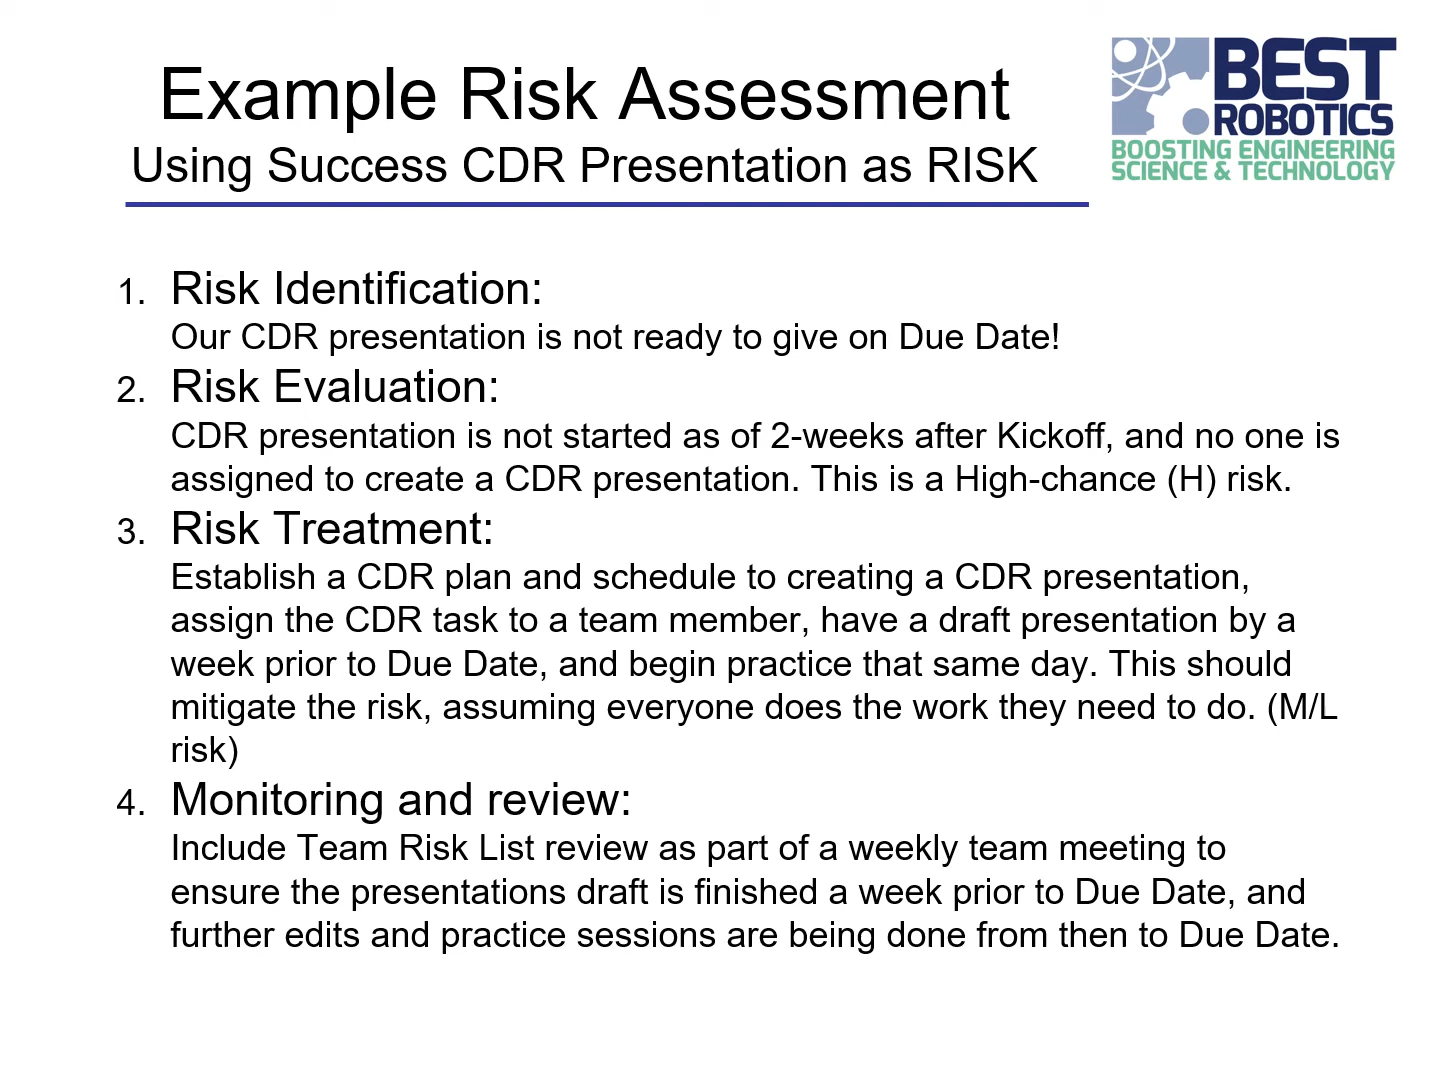 Example Risk Assessment
Using Success CDR Presentation as RISK
BEST
ROBOTICS
BOOSTING ENGINEERING
SCIENCE & TECHNOLOGY
1. Risk Identification:
Our CDR presentation is not ready to give on Due Date!
2. Risk Evaluation:
CDR presentation is not started as of 2-weeks after Kickoff, and no one is
assigned to create a CDR presentation. This is a High-chance (H) risk.
3. Risk Treatment:
Establish a CDR plan and schedule to creating a CDR presentation,
assign the CDR task to a team member, have a draft presentation by a
week prior to Due Date, and begin practice that same day. This should
mitigate the risk, assuming everyone does the work they need to do. (M/L
risk)
4. Monitoring and review:
Include Team Risk List review as part of a weekly team meeting to
ensure the presentations draft is finished a week prior to Due Date, and
further edits and practice sessions are being done from then to Due Date.